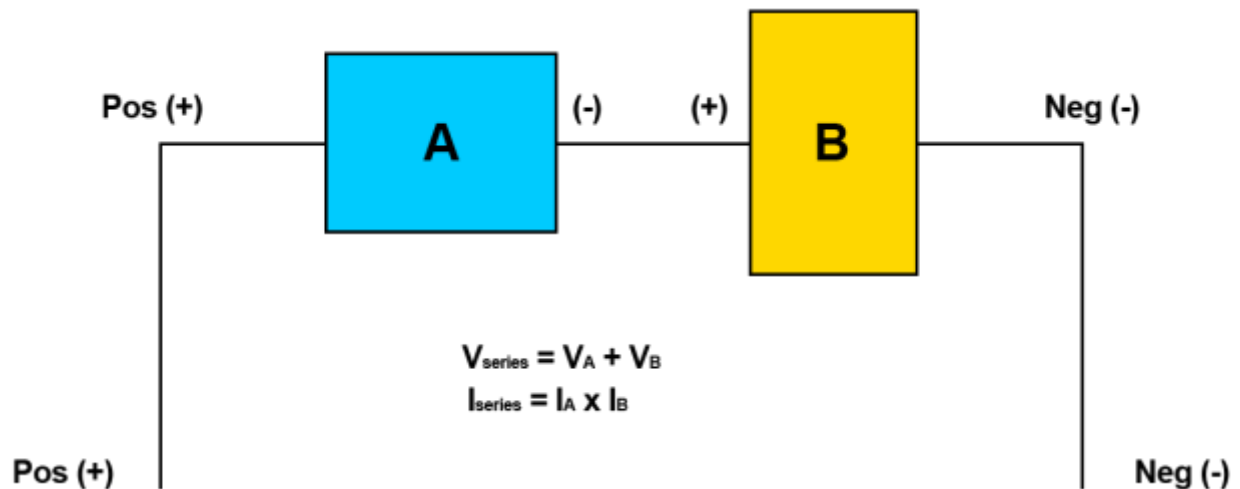 Pos (+)
(-)
(+)
Neg (-)
A
B
Vseries = VA + VB
Iseries = IA x IB
Pos (+)
Neg (-)